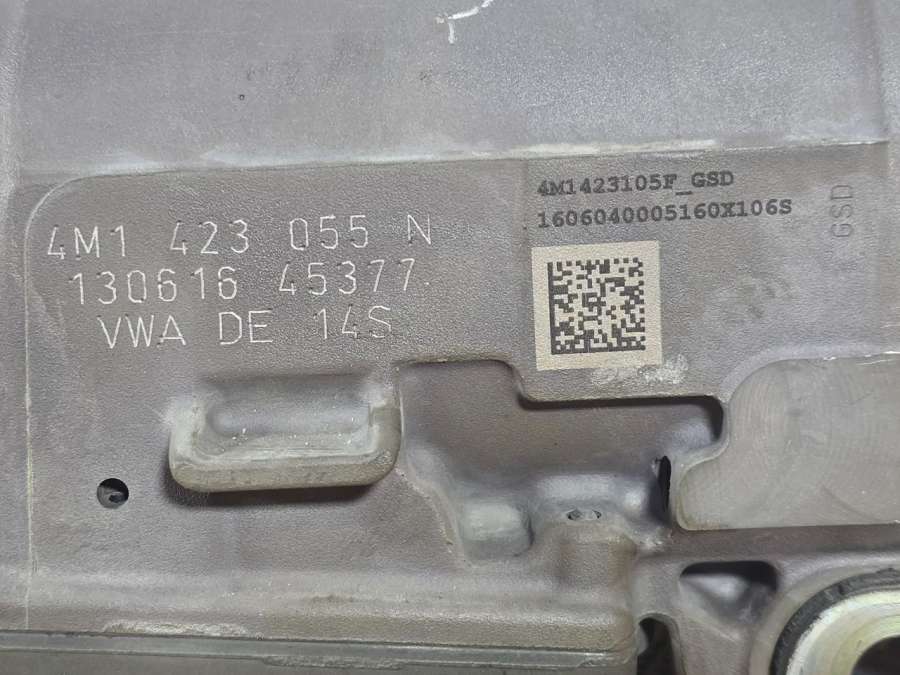 4M1 423 055 N
130616 45377
VWA DE 14S
4M1423105F_GSD
1606040005160X106S
GSD